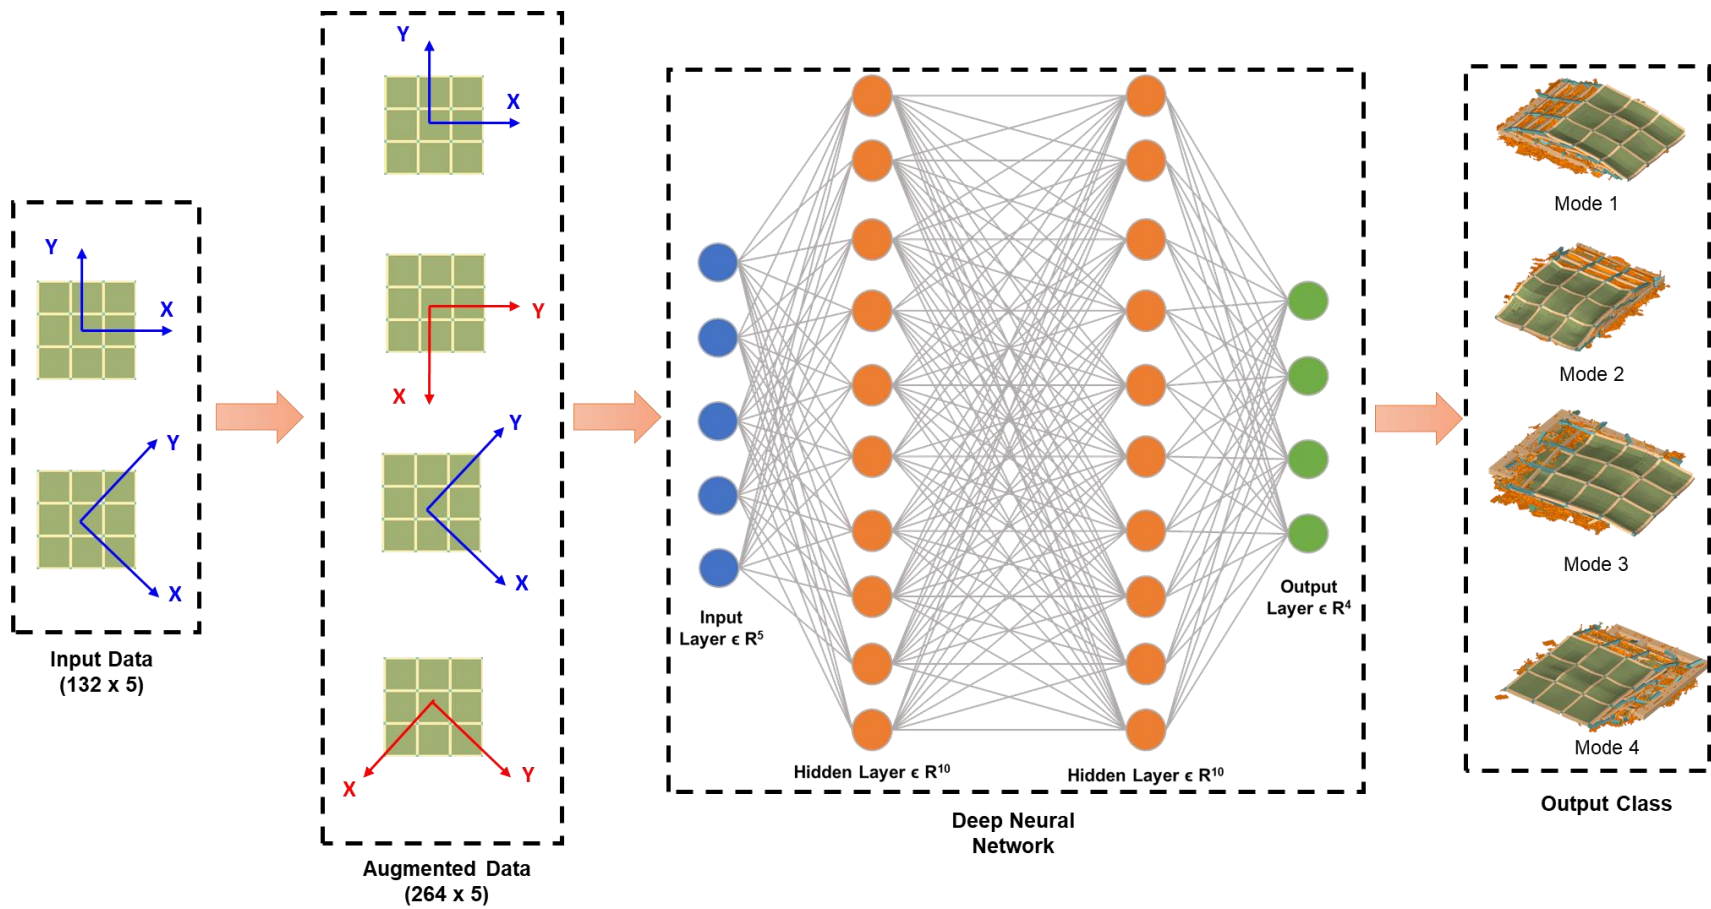 Y
X
Y
X
Input Data
(132 x 5)
Y
X
Y
X
Y
X
X
Y
Augmented Data
(264 x 5)
Input
Layer ϵ R⁵
Hidden Layer ϵ R¹⁰
Hidden Layer ϵ R¹⁰
Output
Layer ϵ R⁴
Deep Neural
Network
Mode 1
Mode 2
Mode 3
Mode 4
Output Class